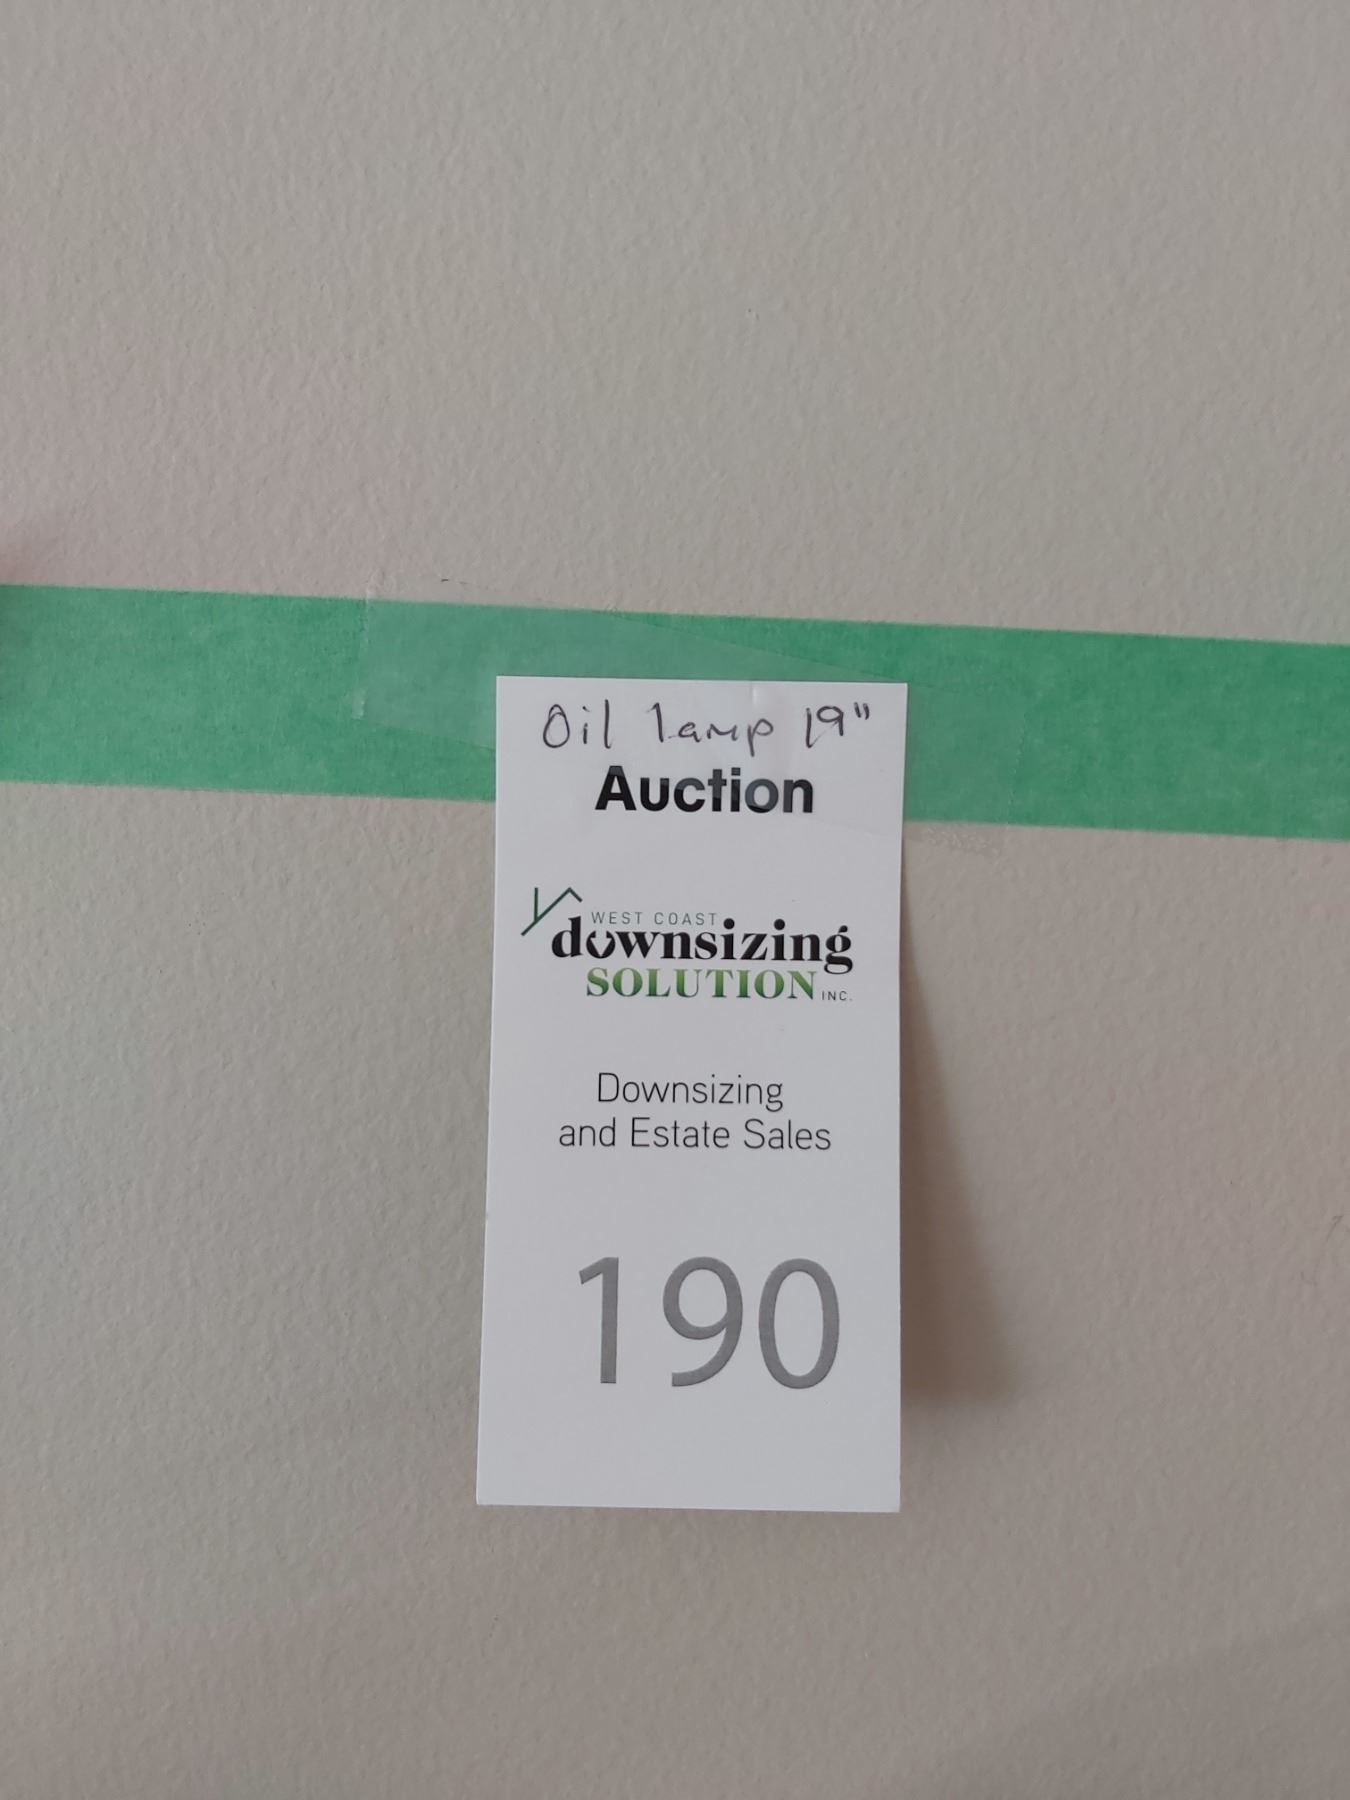 Oil lamp 19"
Auction
WEST COAST
downsizing
SOLUTION INC.
Downsizing
and Estate Sales
190